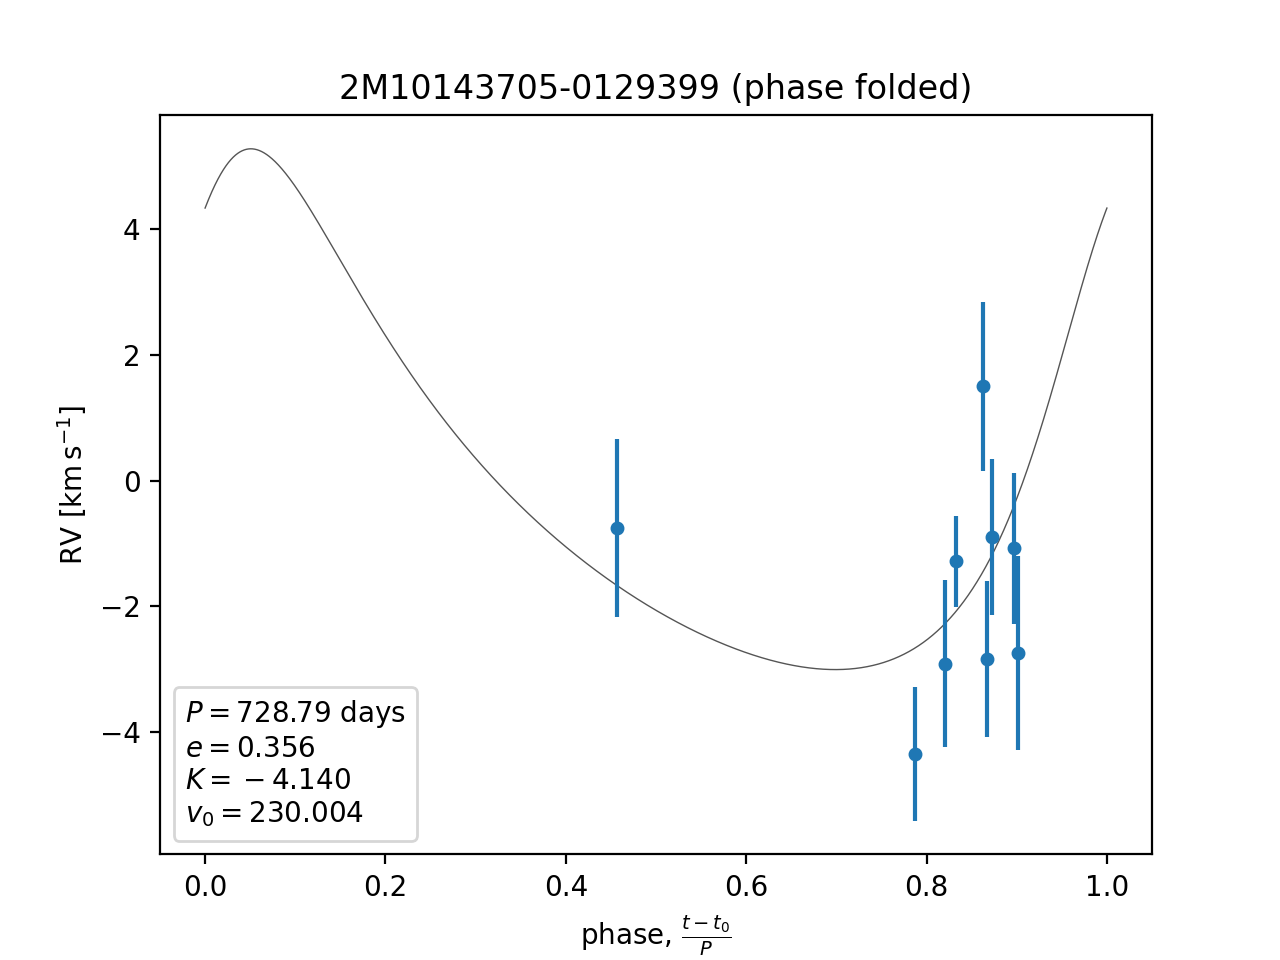 2M10143705-0129399 (phase folded)
RV [km s⁻¹]
4
2
0
−2
−4
P = 728.79 days
e = 0.356
K = −4.140
v₀ = 230.004
0.0 0.2 0.4 0.6 0.8 1.0
phase, (t − t₀)/P